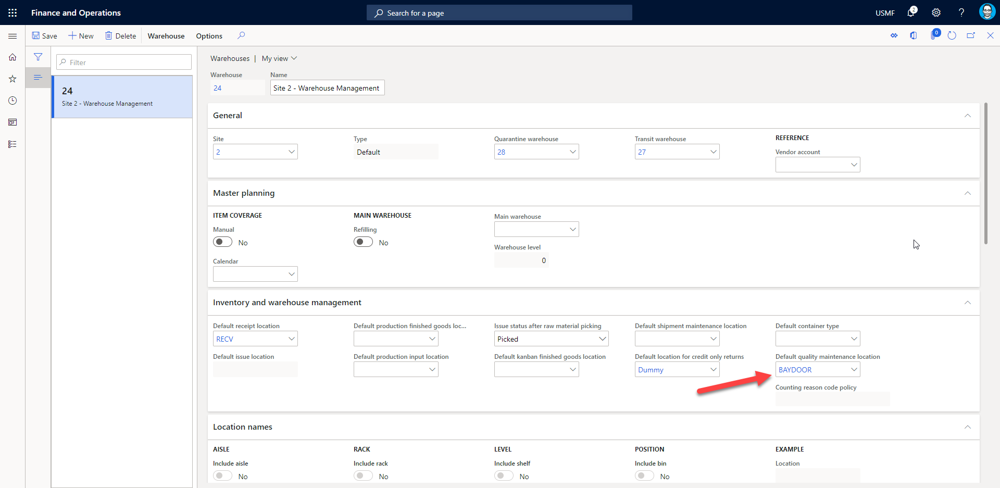 Finance and Operations
Search for a page
USMF
2
Save
New
Delete
Warehouse
Options
0
Filter
24
Site 2 - Warehouse Management
Warehouses | My view
Warehouse
Name
24
Site 2 - Warehouse Management
General
Site
Type
Quarantine warehouse
Transit warehouse
REFERENCE
2
Default
28
27
Vendor account
Master planning
ITEM COVERAGE
MAIN WAREHOUSE
Main warehouse
Manual
Refilling
No
No
Warehouse level
0
Calendar
Inventory and warehouse management
Default receipt location
Default production finished goods loc...
Issue status after raw material picking
Default shipment maintenance location
Default container type
RECV
Picked
Default issue location
Default production input location
Default kanban finished goods location
Default location for credit only returns
Default quality maintenance location
Dummy
BAYDOOR
Counting reason code policy
Location names
AISLE
RACK
LEVEL
POSITION
EXAMPLE
Include aisle
Include rack
Include shelf
Include bin
Location
No
No
No
No